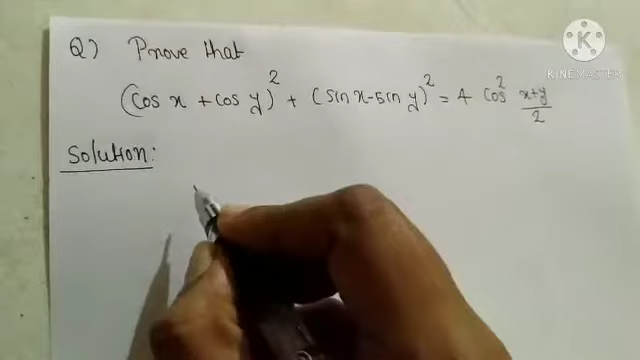 Q) Prove that
KINEMASTER
(cos x + cos y)² + (sin x - sin y)² = 4 cos² x+y/2
Solution: